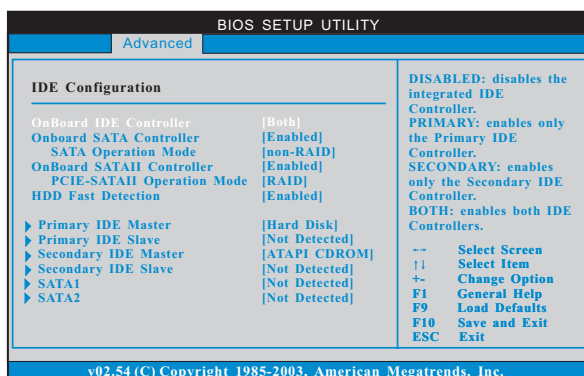 BIOS SETUP UTILITY
Advanced
IDE Configuration
OnBoard IDE Controller [Both]
Onboard SATA Controller [Enabled]
SATA Operation Mode [non-RAID]
OnBoard SATAII Controller [Enabled]
PCIE-SATAII Operation Mode [RAID]
HDD Fast Detection [Enabled]
Primary IDE Master [Hard Disk]
Primary IDE Slave [Not Detected]
Secondary IDE Master [ATAPI CDROM]
Secondary IDE Slave [Not Detected]
SATA1 [Not Detected]
SATA2 [Not Detected]
DISABLED: disables the
integrated IDE
Controller.
PRIMARY: enables only
the Primary IDE
Controller.
SECONDARY: enables
only the Secondary IDE
Controller.
BOTH: enables both IDE
Controllers.
←→ Select Screen
↑↓ Select Item
+- Change Option
F1 General Help
F9 Load Defaults
F10 Save and Exit
ESC Exit
v02.54 (C) Copyright 1985-2003, American Megatrends, Inc.